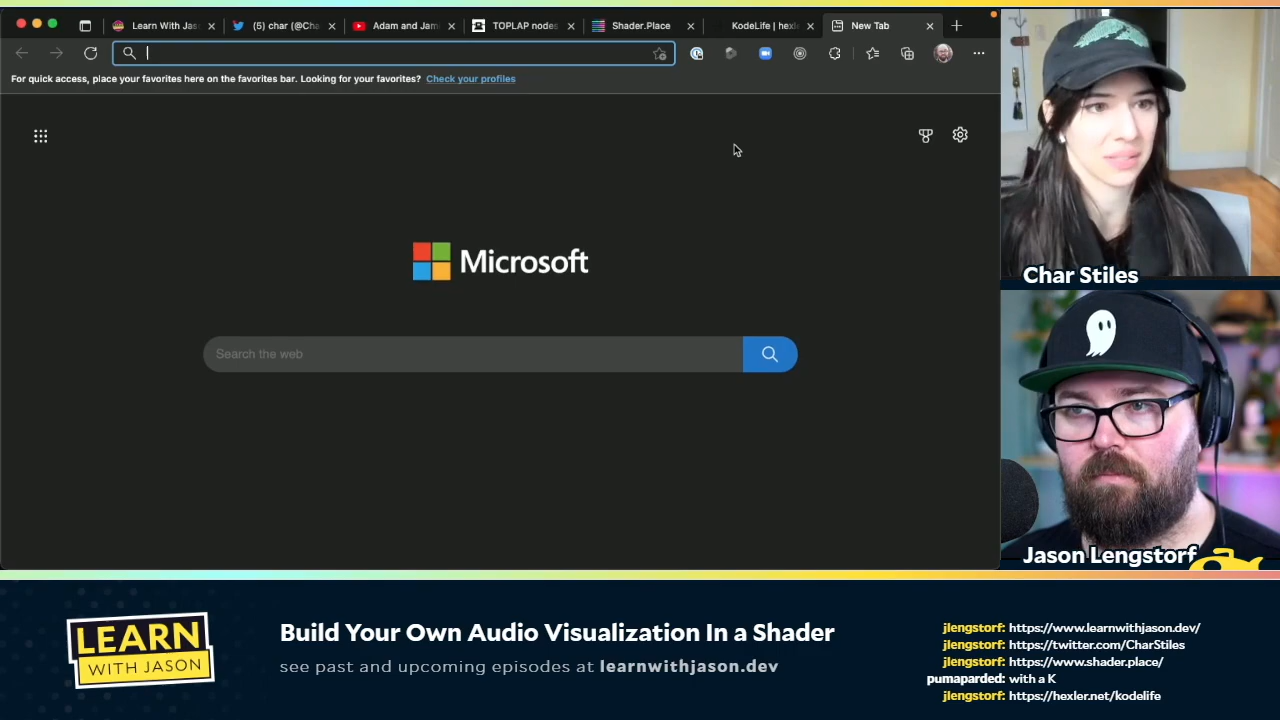 Learn With Jas
(5) char (@Cha
Adam and Jami
TOPLAP nodes
Shader.Place
KodeLife | hexle
New Tab
For quick access, place your favorites here on the favorites bar. Looking for your favorites? Check your profiles
Microsoft
Search the web
Char Stiles
Jason Lengstorf
LEARN
WITH JASON
Build Your Own Audio Visualization In a Shader
see past and upcoming episodes at learnwithjason.dev
jlengstorf: https://www.learnwithjason.dev/
jlengstorf: https://twitter.com/CharStiles
jlengstorf: https://www.shader.place/
pumaparded: with a K
jlengstorf: https://hexler.net/kodelife